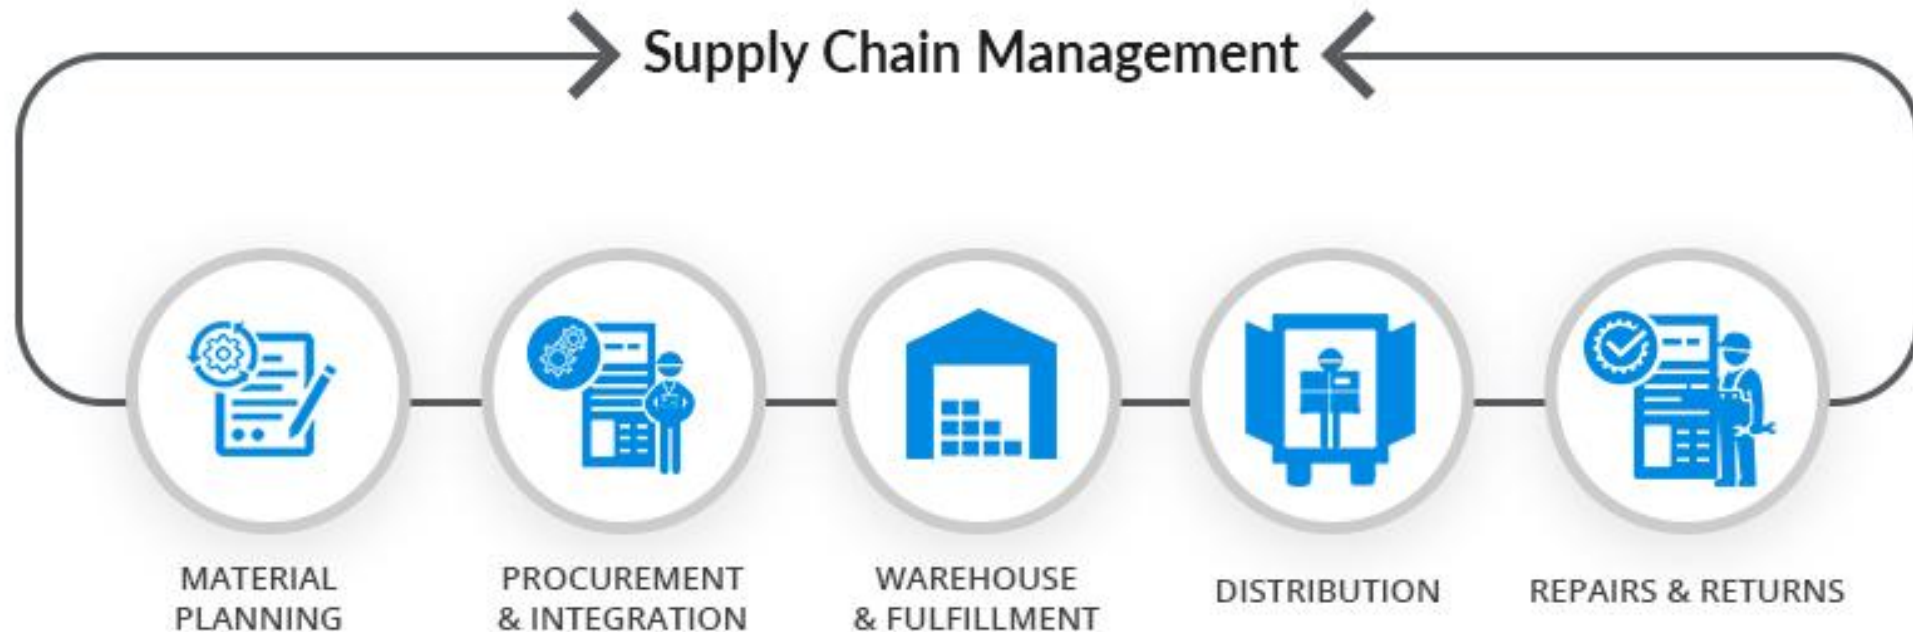 Supply Chain Management
MATERIAL
PLANNING
PROCUREMENT
& INTEGRATION
WAREHOUSE
& FULFILLMENT
DISTRIBUTION
REPAIRS & RETURNS